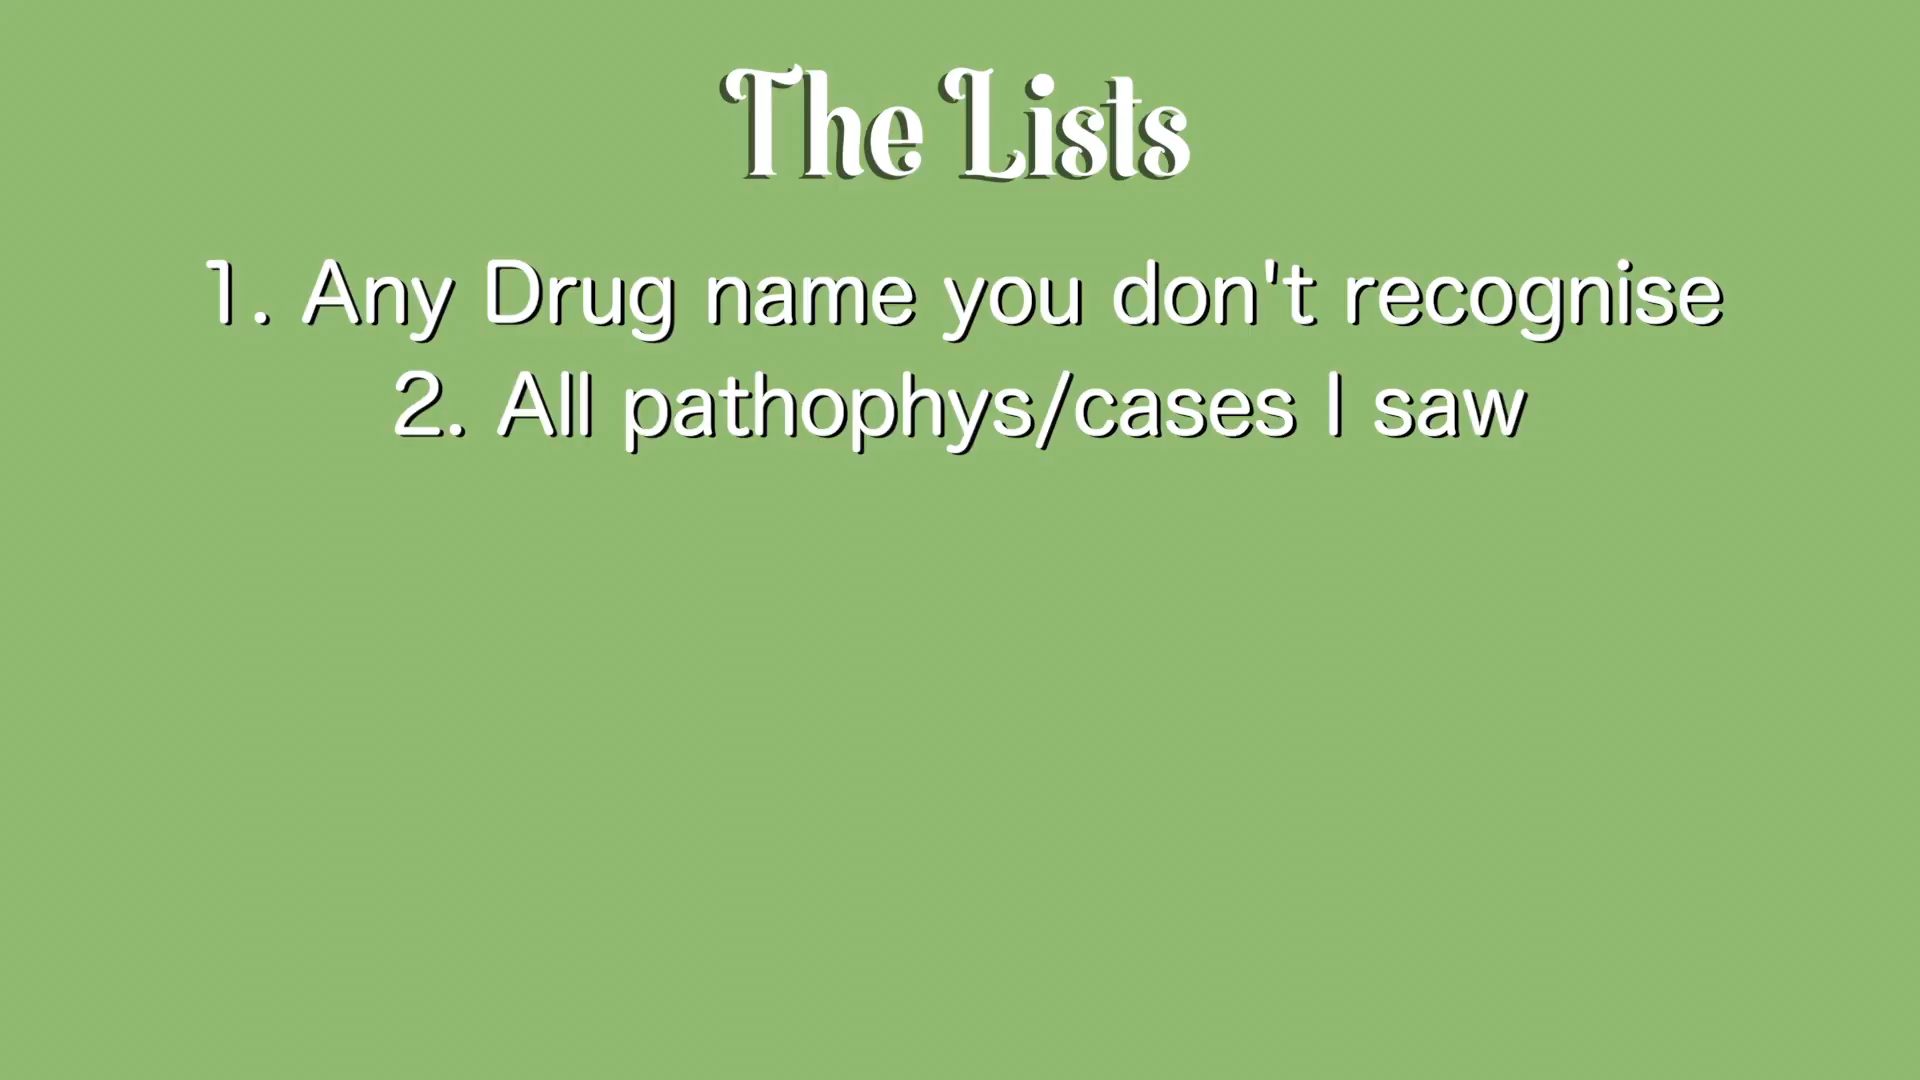 The Lists
1. Any Drug name you don't recognise
2. All pathophys/cases I saw